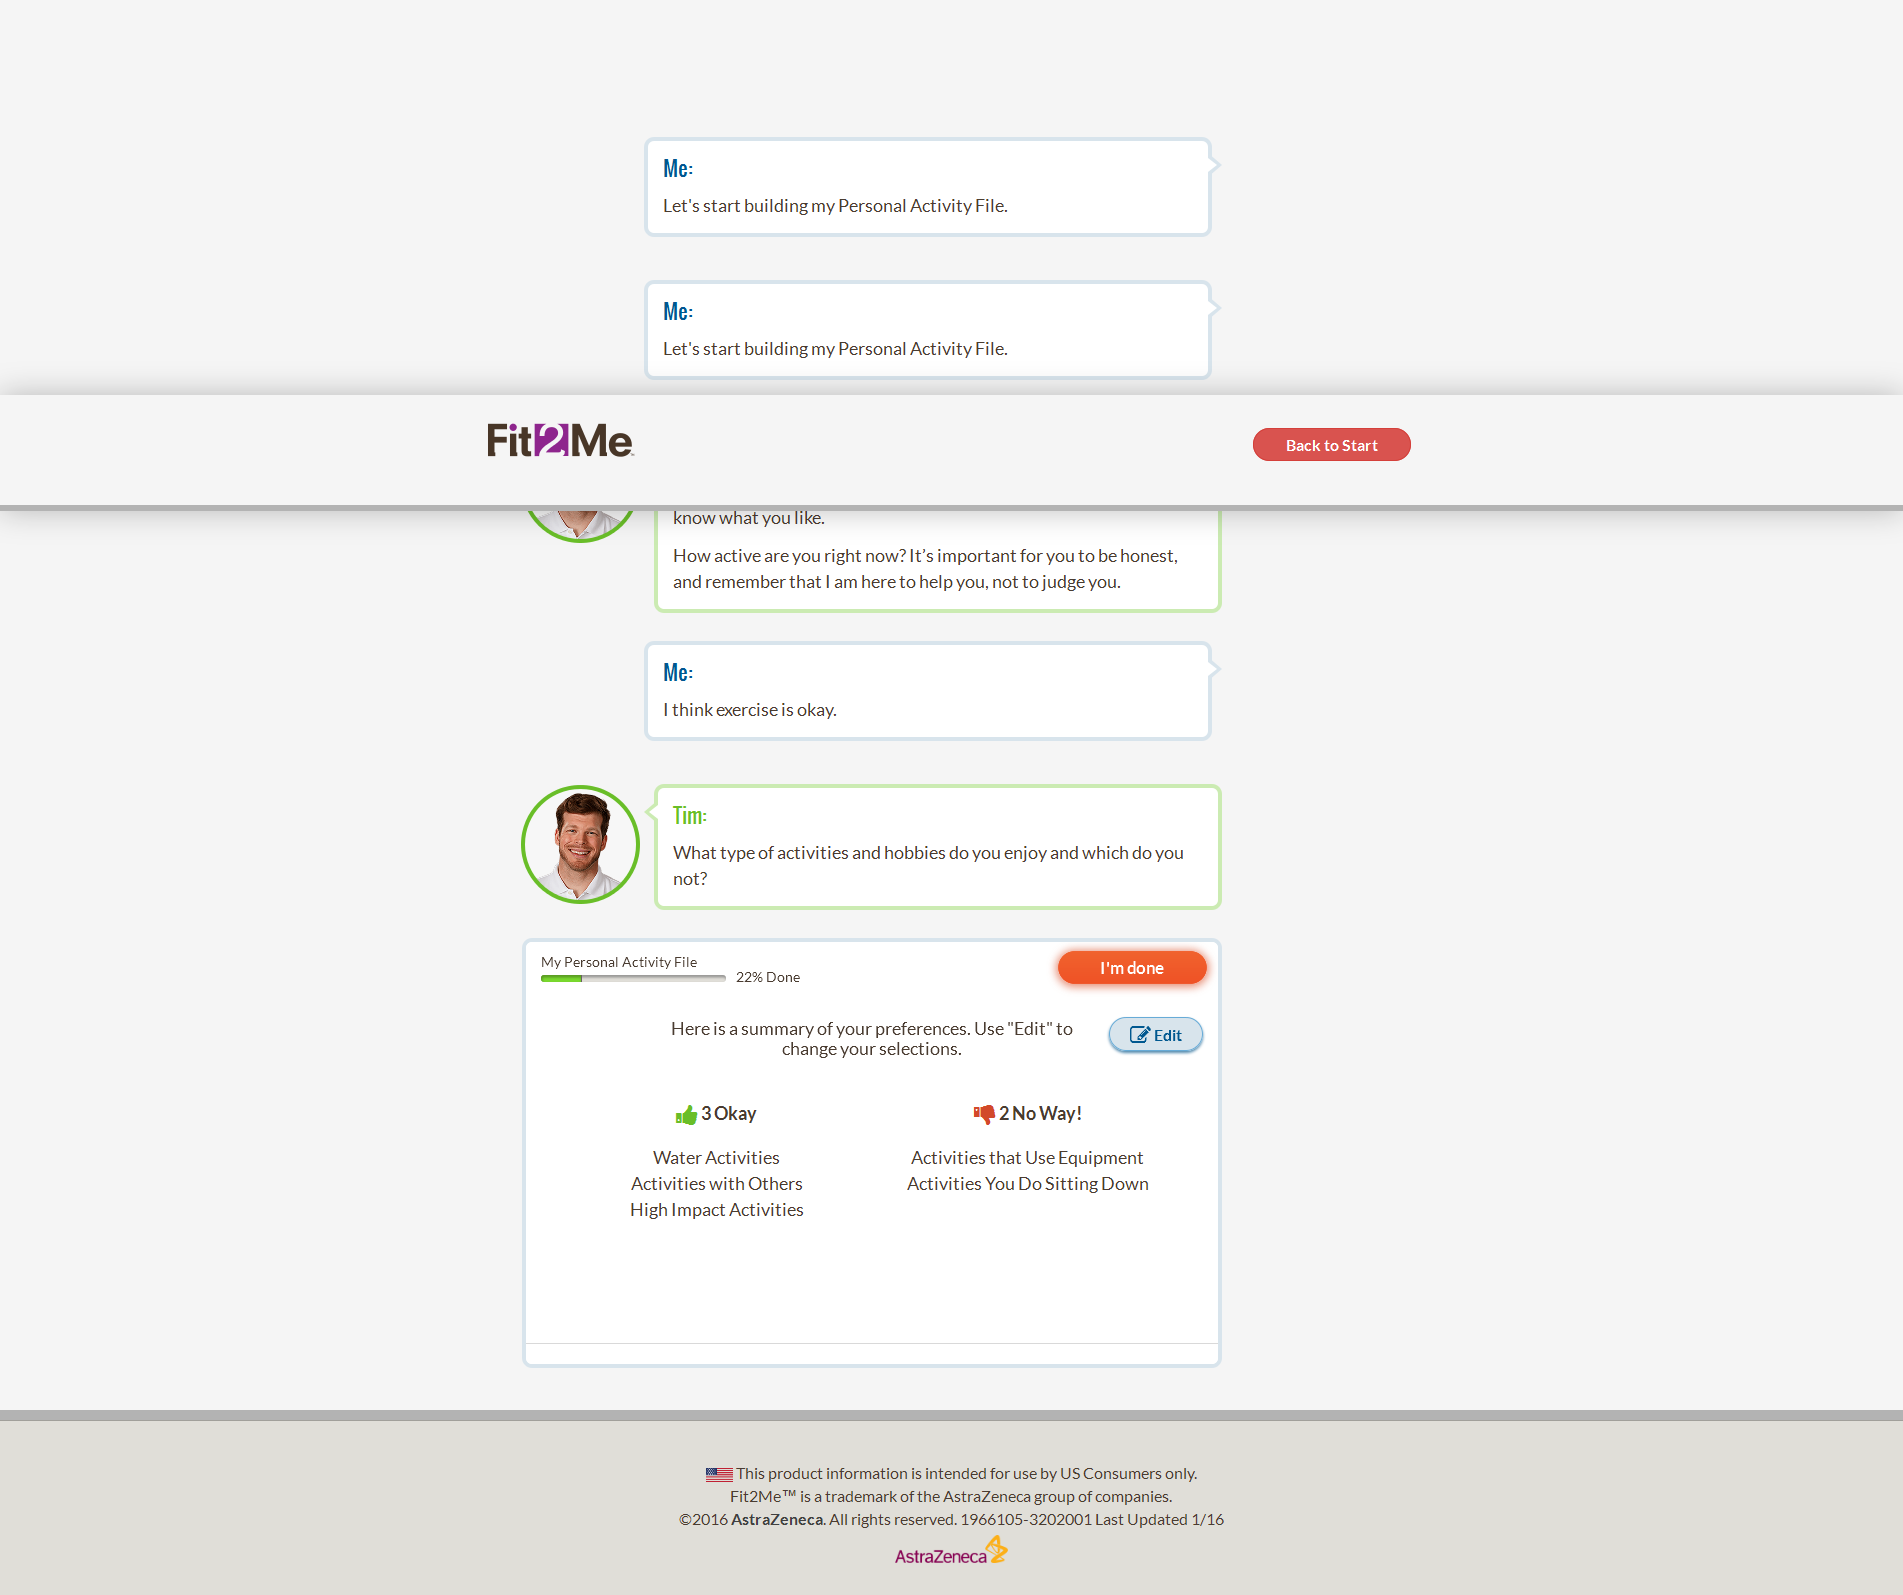 Me:
Let's start building my Personal Activity File.
Me:
Let's start building my Personal Activity File.
Fit2Me™
Back to Start
know what you like.
How active are you right now? It’s important for you to be honest,
and remember that I am here to help you, not to judge you.
Me:
I think exercise is okay.
Tim:
What type of activities and hobbies do you enjoy and which do you
not?
My Personal Activity File
22% Done
I'm done
Here is a summary of your preferences. Use "Edit" to
change your selections.
Edit
3 Okay
Water Activities
Activities with Others
High Impact Activities
2 No Way!
Activities that Use Equipment
Activities You Do Sitting Down
This product information is intended for use by US Consumers only.
Fit2Me™ is a trademark of the AstraZeneca group of companies.
©2016 AstraZeneca. All rights reserved. 1966105-3202001 Last Updated 1/16
AstraZeneca